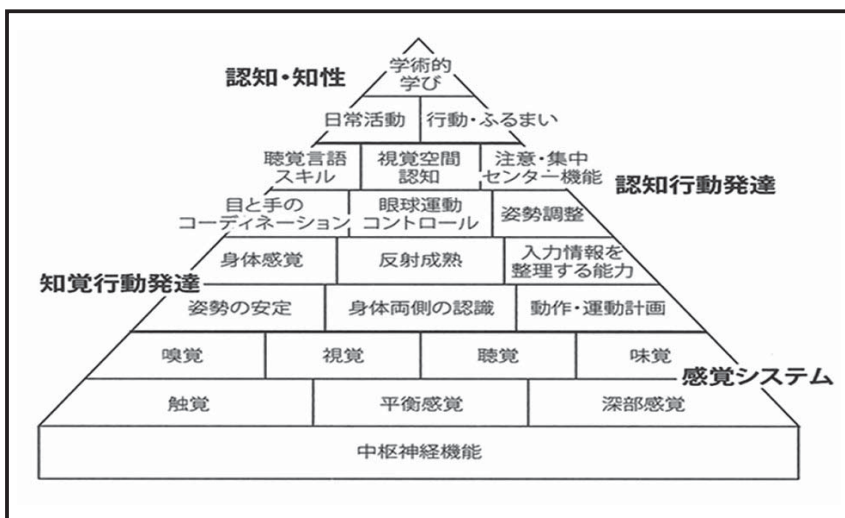 学術的
学び
認知・知性
日常活動
行動・ふるまい
聴覚言語
スキル
視覚空間
認知
注意・集中
センター機能
認知行動発達
目と手の
コーディネーション
眼球運動
コントロール
姿勢調整
身体感覚
反射成熟
入力情報を
整理する能力
知覚行動発達
姿勢の安定
身体両側の認識
動作・運動計画
嗅覚
視覚
聴覚
味覚
感覚システム
触覚
平衡感覚
深部感覚
中枢神経機能